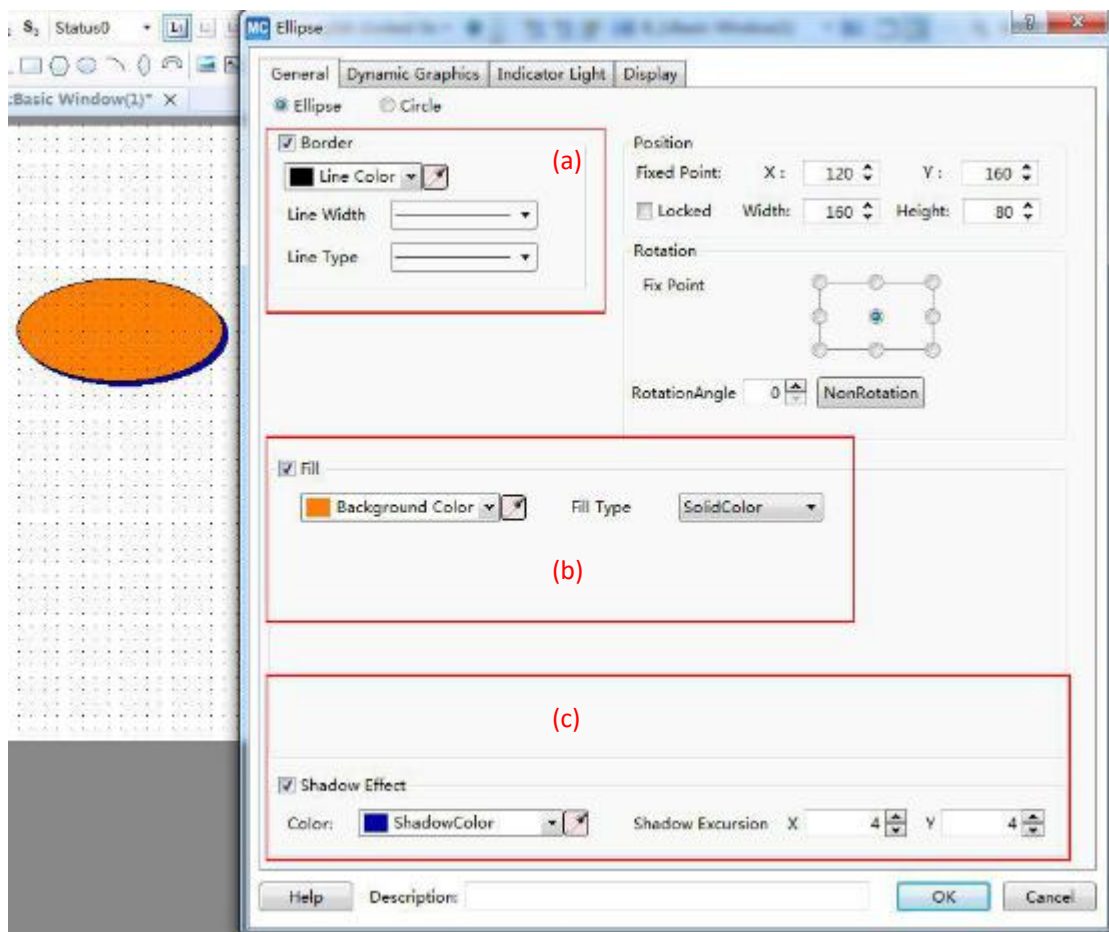 S₂ Status0
MC Ellipse
:Basic Window(1)* X
General Dynamic Graphics Indicator Light Display
Ellipse Circle
Border
(a)
Line Color
Line Width
Line Type
Position
Fixed Point: X: 120 Y: 160
Locked Width: 160 Height: 80
Rotation
Fix Point
RotationAngle 0 NonRotation
Fill
Background Color Fill Type SolidColor
(b)
(c)
Shadow Effect
Color: ShadowColor Shadow Excursion X 4 Y 4
Help Description: OK Cancel